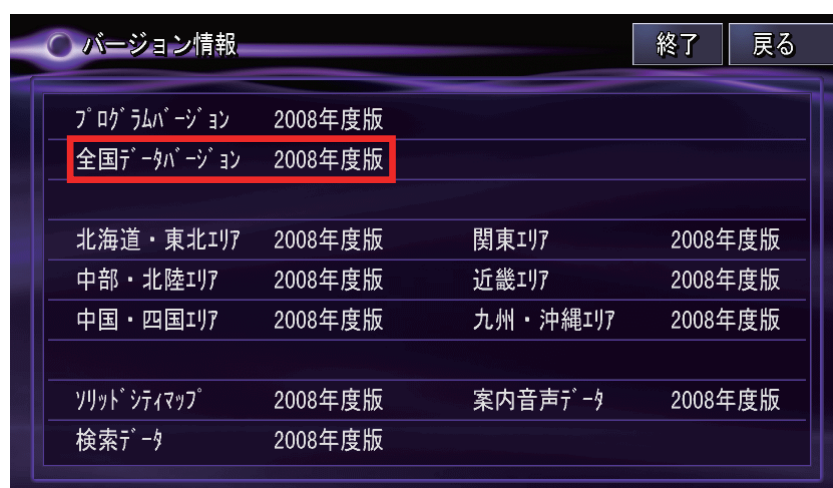 バージョン情報 終了 戻る
ﾌﾟﾛｸﾞﾗﾑﾊﾞｰｼﾞｮﾝ 2008年度版
全国ﾃﾞｰﾀﾊﾞｰｼﾞｮﾝ 2008年度版
北海道・東北ｴﾘｱ 2008年度版 関東ｴﾘｱ 2008年度版
中部・北陸ｴﾘｱ 2008年度版 近畿ｴﾘｱ 2008年度版
中国・四国ｴﾘｱ 2008年度版 九州・沖縄ｴﾘｱ 2008年度版
ｿﾘｯﾄﾞｼﾃｨﾏｯﾌﾟ 2008年度版 案内音声ﾃﾞｰﾀ 2008年度版
検索ﾃﾞｰﾀ 2008年度版